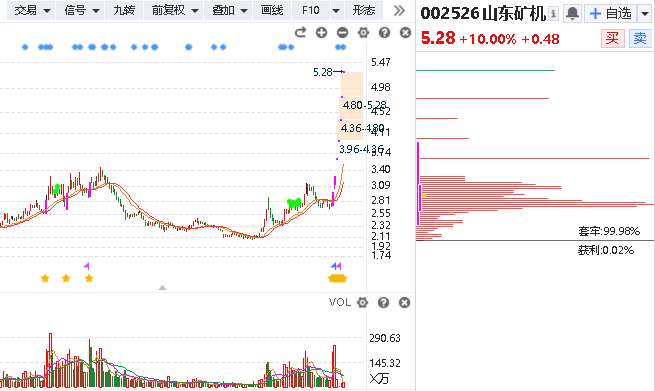 交易 信号 九转 前复权 叠加 画线 F10 形态
002526 山东矿机 自选
5.28 +10.00% +0.48 买 卖
5.28
5.47
4.98
4.80-5.28
4.52
4.36-4.80
4.11
3.96-4.36
3.74
3.40
3.09
2.81
2.55
2.32
2.11
1.92
1.74
套牢:99.98%
获利:0.02%
VOL
290.63
145.32
X万